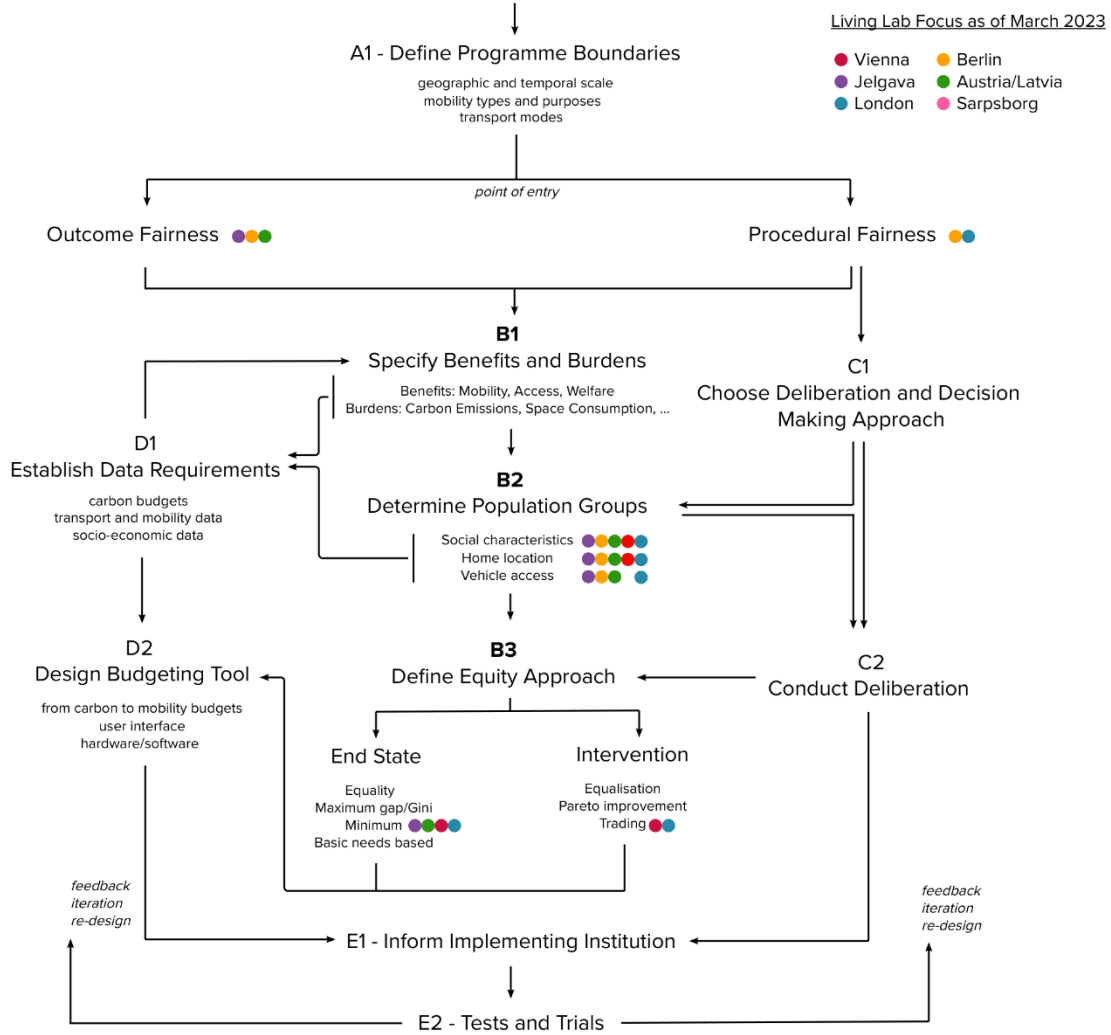 Living Lab Focus as of March 2023
Vienna
Berlin
Jelgava
Austria/Latvia
London
Sarpsborg
A1 - Define Programme Boundaries
geographic and temporal scale
mobility types and purposes
transport modes
point of entry
Outcome Fairness
Procedural Fairness
B1
Specify Benefits and Burdens
Benefits: Mobility, Access, Welfare
Burdens: Carbon Emissions, Space Consumption, ...
C1
Choose Deliberation and Decision
Making Approach
D1
Establish Data Requirements
carbon budgets
transport and mobility data
socio-economic data
B2
Determine Population Groups
Social characteristics
Home location
Vehicle access
D2
Design Budgeting Tool
from carbon to mobility budgets
user interface
hardware/software
B3
Define Equity Approach
C2
Conduct Deliberation
End State
Equality
Maximum gap/Gini
Minimum
Basic needs based
Intervention
Equalisation
Pareto improvement
Trading
feedback
iteration
re-design
feedback
iteration
re-design
E1 - Inform Implementing Institution
E2 - Tests and Trials